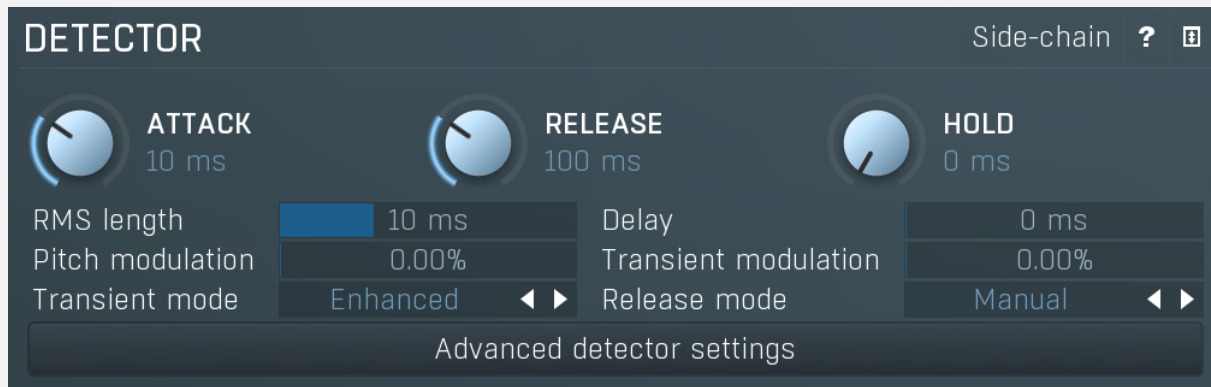 DETECTOR Side-chain ?
ATTACK RELEASE HOLD
10 ms 100 ms 0 ms
RMS length 10 ms Delay 0 ms
Pitch modulation 0.00% Transient modulation 0.00%
Transient mode Enhanced Release mode Manual
Advanced detector settings